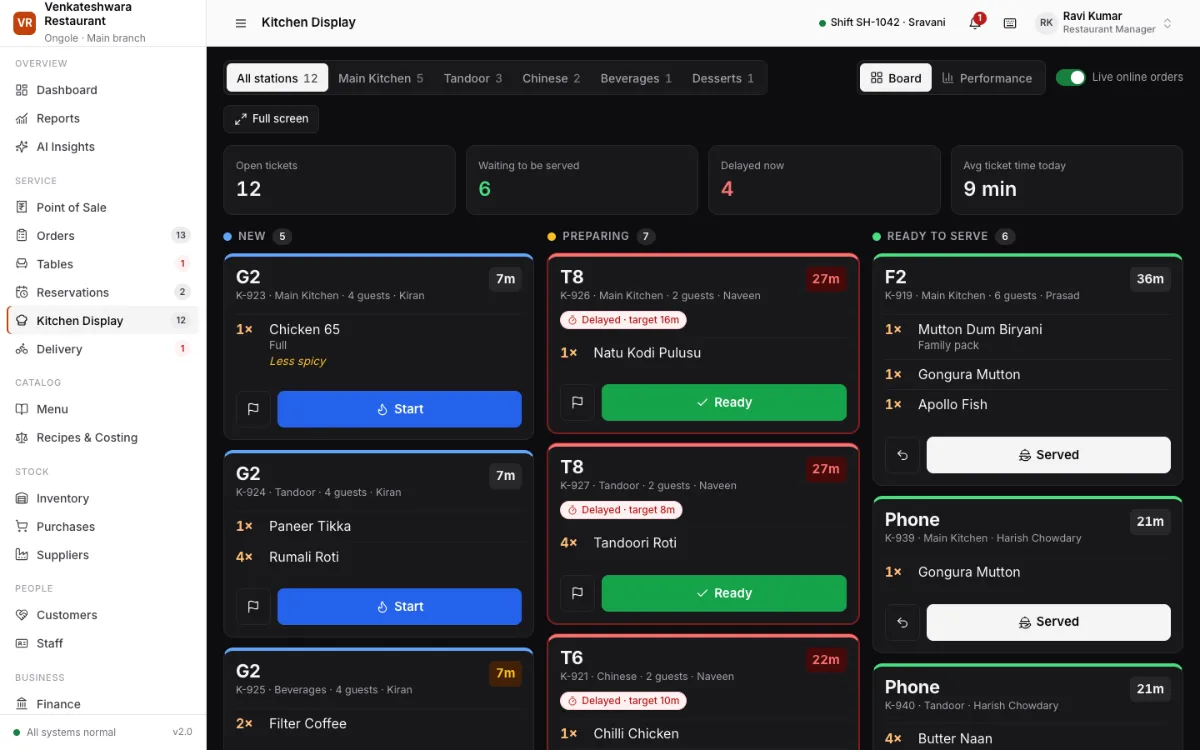 VR
Venkateshwara
Restaurant
Ongole · Main branch
OVERVIEW
Dashboard
Reports
AI Insights
SERVICE
Point of Sale
Orders 13
Tables 1
Reservations 2
Kitchen Display 12
Delivery 1
CATALOG
Menu
Recipes & Costing
STOCK
Inventory
Purchases
Suppliers
PEOPLE
Customers
Staff
BUSINESS
Finance
All systems normal v2.0
Kitchen Display
Shift SH-1042 · Sravani
1
RK
Ravi Kumar
Restaurant Manager
All stations 12 Main Kitchen 5 Tandoor 3 Chinese 2 Beverages 1 Desserts 1
Board Performance Live online orders
Full screen
Open tickets
12
Waiting to be served
6
Delayed now
4
Avg ticket time today
9 min
NEW 5
G2 7m
K-923 · Main Kitchen · 4 guests · Kiran
1× Chicken 65
Full
Less spicy
Start
G2 7m
K-924 · Tandoor · 4 guests · Kiran
1× Paneer Tikka
4× Rumali Roti
Start
G2 7m
K-925 · Beverages · 4 guests · Kiran
2× Filter Coffee
PREPARING 7
T8 27m
K-926 · Main Kitchen · 2 guests · Naveen
Delayed · target 16m
1× Natu Kodi Pulusu
Ready
T8 27m
K-927 · Tandoor · 2 guests · Naveen
Delayed · target 8m
4× Tandoori Roti
Ready
T6 22m
K-921 · Chinese · 2 guests · Naveen
Delayed · target 10m
1× Chilli Chicken
READY TO SERVE 6
F2 36m
K-919 · Main Kitchen · 6 guests · Prasad
1× Mutton Dum Biryani
Family pack
1× Gongura Mutton
1× Apollo Fish
Served
Phone 21m
K-939 · Main Kitchen · Harish Chowdary
1× Gongura Mutton
Served
Phone 21m
K-940 · Tandoor · Harish Chowdary
4× Butter Naan